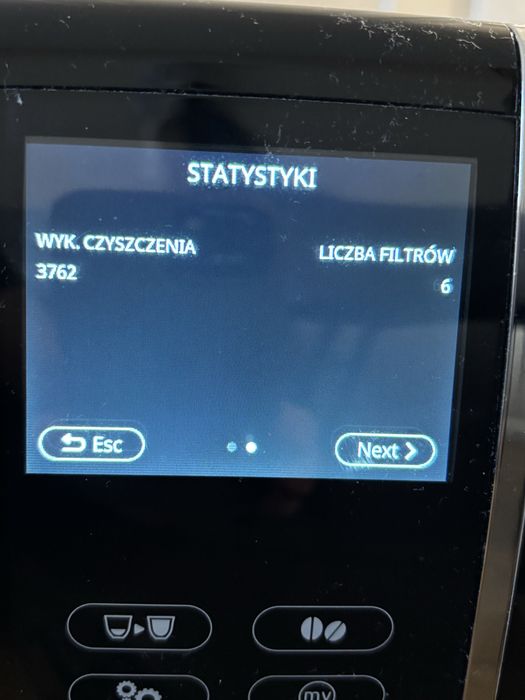 STATYSTYKI
WYK. CZYSZCZENIA
3762
LICZBA FILTRÓW
6
Esc
Next
my